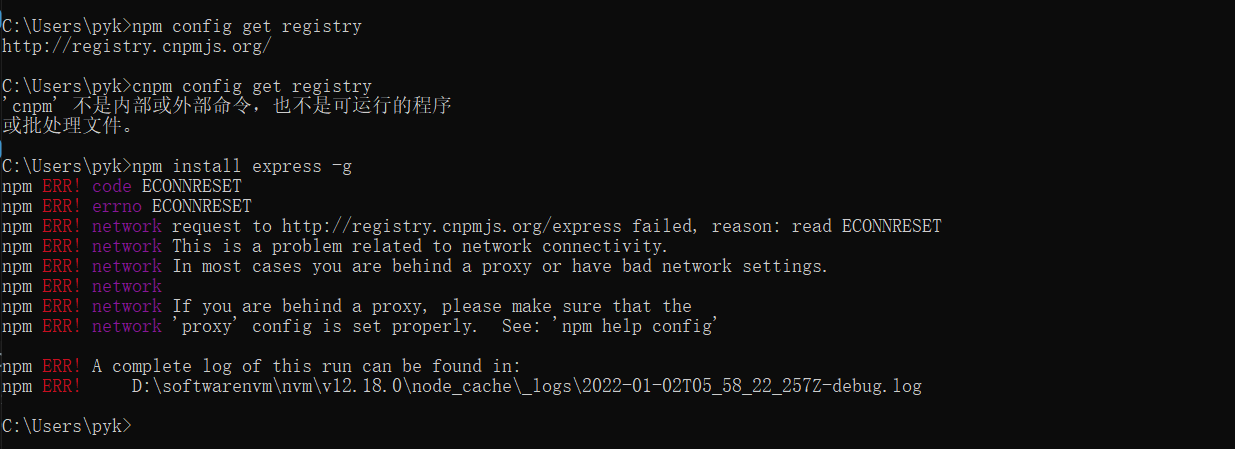 C:\Users\pyk>npm config get registry
http://registry.cnpmjs.org/
C:\Users\pyk>cnpm config get registry
'cnpm' 不是内部或外部命令，也不是可运行的程序
或批处理文件。
C:\Users\pyk>npm install express -g
npm ERR! code ECONNRESET
npm ERR! errno ECONNRESET
npm ERR! network request to http://registry.cnpmjs.org/express failed, reason: read ECONNRESET
npm ERR! network This is a problem related to network connectivity.
npm ERR! network In most cases you are behind a proxy or have bad network settings.
npm ERR! network
npm ERR! network If you are behind a proxy, please make sure that the
npm ERR! network 'proxy' config is set properly.  See: 'npm help config'
npm ERR! A complete log of this run can be found in:
npm ERR!     D:\softwarenvm\nvm\v12.18.0\node_cache\_logs\2022-01-02T05_58_22_257Z-debug.log
C:\Users\pyk>